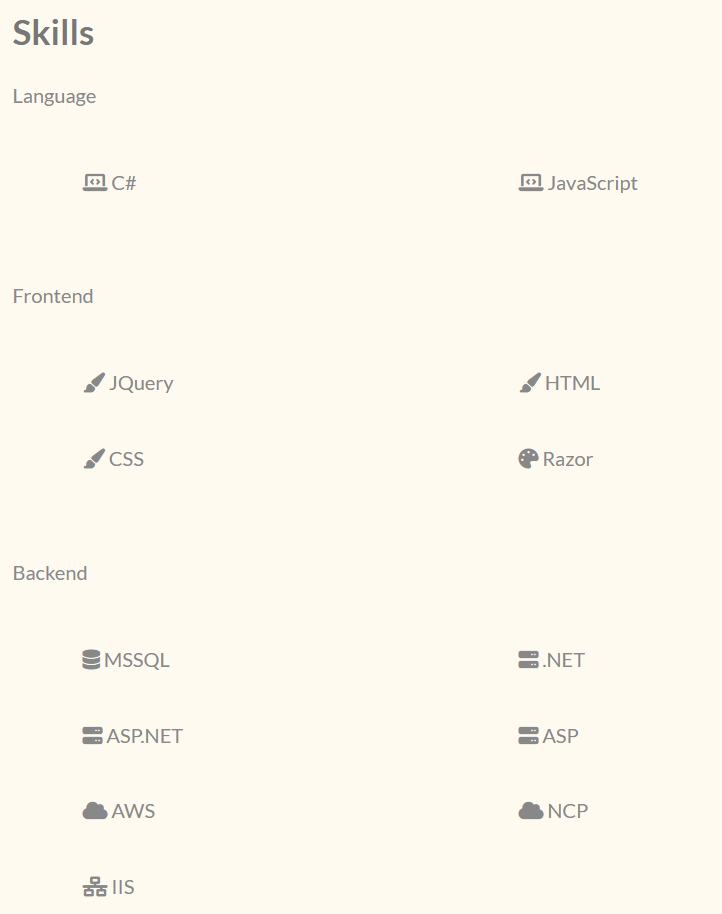 Skills
Language
C# JavaScript
Frontend
JQuery HTML
CSS Razor
Backend
MSSQL .NET
ASP.NET ASP
AWS NCP
IIS